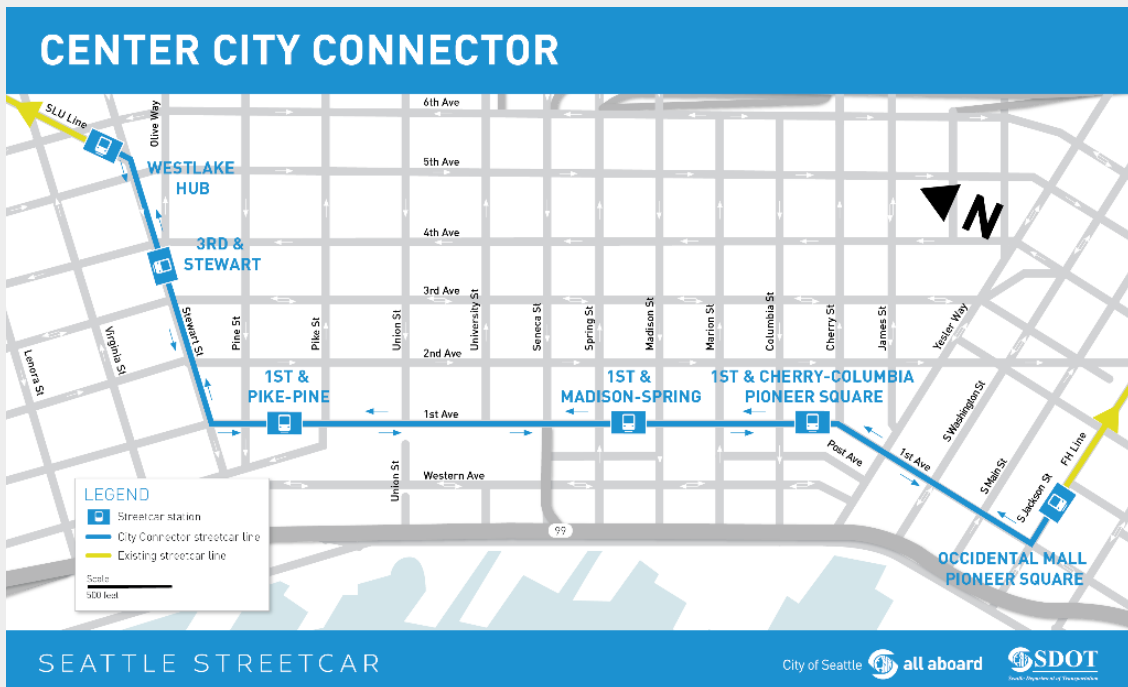 CENTER CITY CONNECTOR
SLU Line
Olive Way
6th Ave
5th Ave
WESTLAKE
HUB
N
4th Ave
3RD &
STEWART
3rd Ave
Stewart St
Virginia St
Lenora St
Pine St
Pike St
Union St
University St
Seneca St
Spring St
Madison St
Marion St
Columbia St
Cherry St
James St
Yesler Way
2nd Ave
1ST &
PIKE-PINE
1ST &
MADISON-SPRING
1ST & CHERRY-COLUMBIA
PIONEER SQUARE
1st Ave
Post Ave
1st Ave
S Washington St
S Main St
S Jackson St
FH Line
Western Ave
Union St
99
OCCIDENTAL MALL
PIONEER SQUARE
LEGEND
Streetcar station
City Connector streetcar line
Existing streetcar line
Scale
500 feet
SEATTLE STREETCAR
City of Seattle
all aboard
SDOT
Seattle Department of Transportation